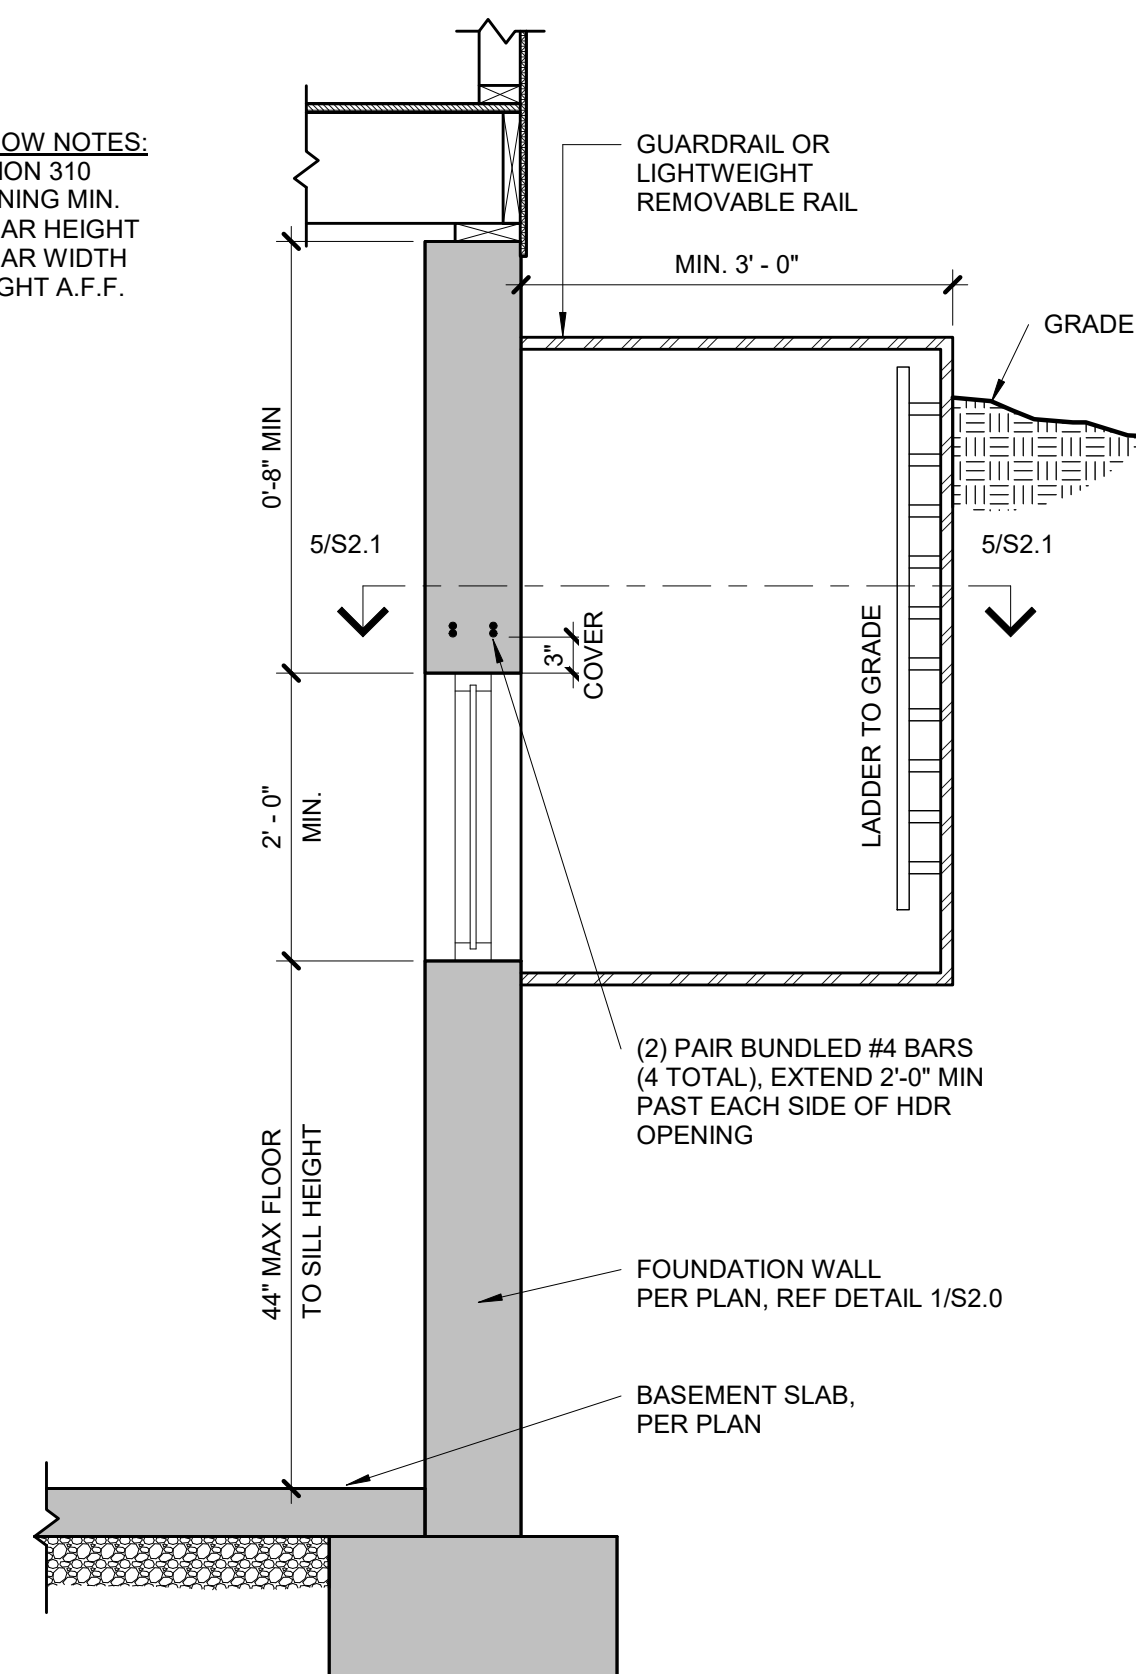 OW NOTES:
ION 310
NING MIN.
AR HEIGHT
AR WIDTH
GHT A.F.F.
GUARDRAIL OR
LIGHTWEIGHT
REMOVABLE RAIL
MIN. 3' - 0"
GRADE
0'-8" MIN
5/S2.1
5/S2.1
3"
COVER
LADDER TO GRADE
2' - 0"
MIN.
(2) PAIR BUNDLED #4 BARS
(4 TOTAL), EXTEND 2'-0" MIN
PAST EACH SIDE OF HDR
OPENING
44" MAX FLOOR
TO SILL HEIGHT
FOUNDATION WALL
PER PLAN, REF DETAIL 1/S2.0
BASEMENT SLAB,
PER PLAN